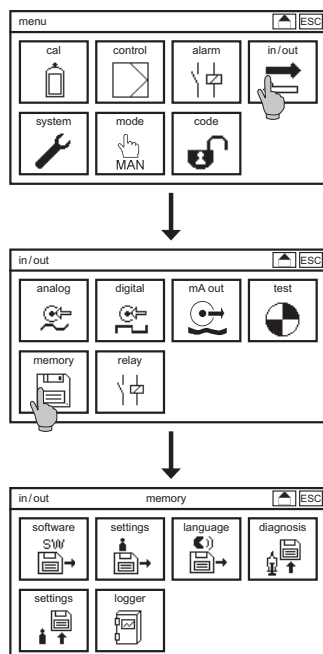 menu ESC
cal control alarm in/out
system mode code
MAN
in/out ESC
analog digital mA out test
memory relay
in/out memory ESC
software settings language diagnosis
SW
settings logger